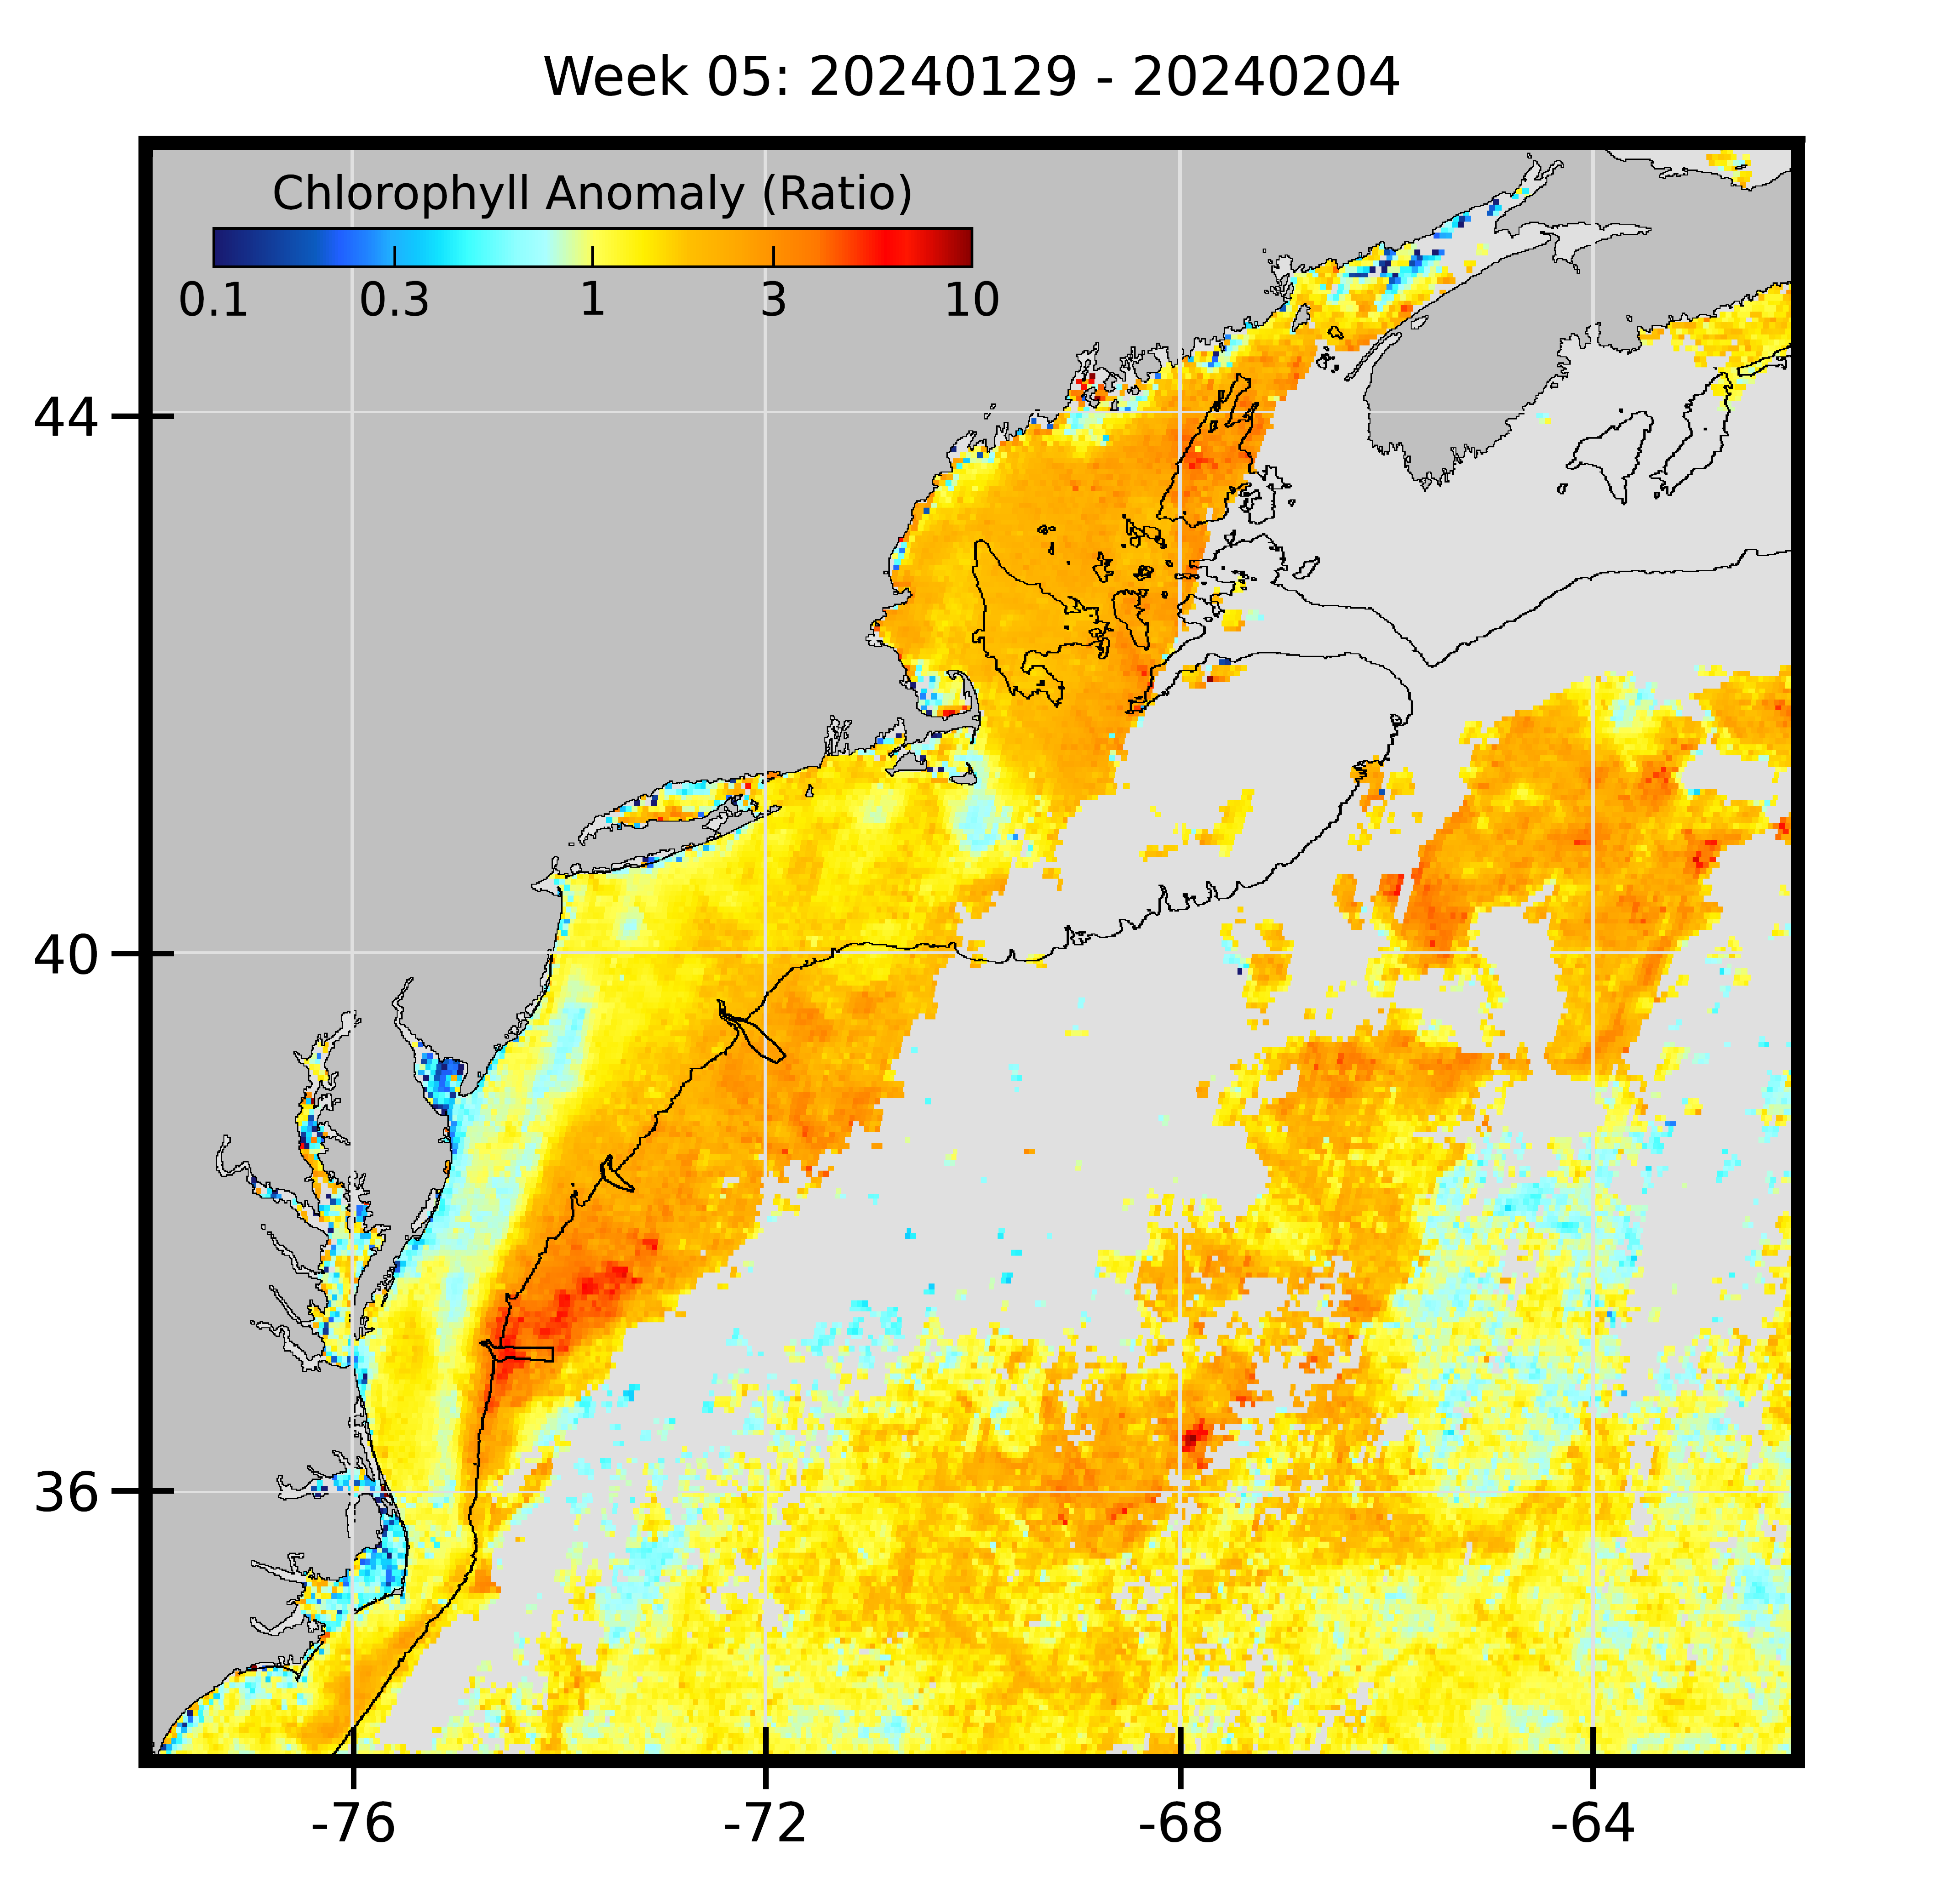 Week 05: 20240129 - 20240204
Chlorophyll Anomaly (Ratio)
0.1 0.3 1 3 10
44
40
36
-76 -72 -68 -64